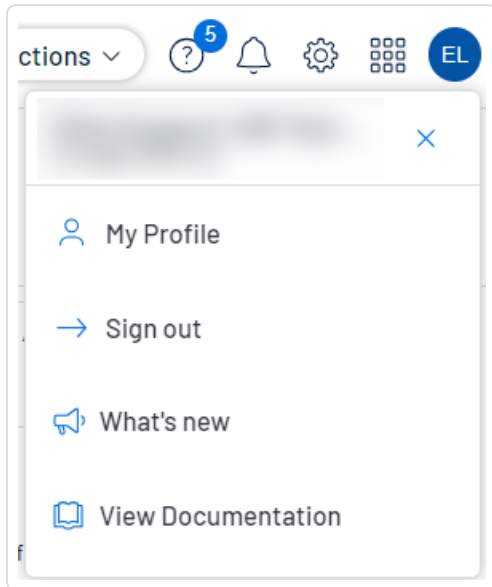 ctions
5
EL
My Profile
Sign out
What's new
View Documentation
f